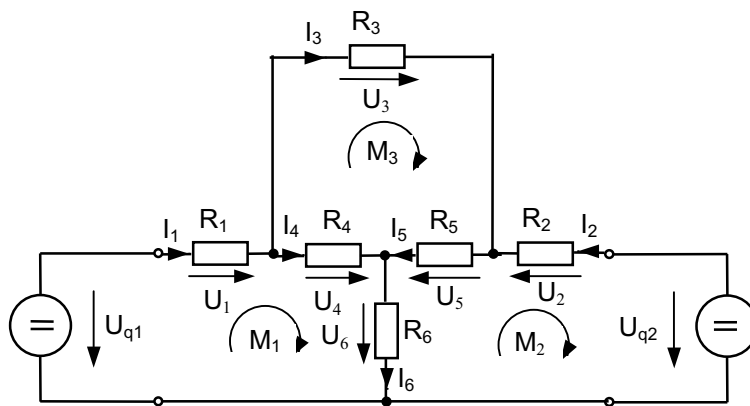 I3 R3
U3
M3
I1 R1 I4 R4 I5 R5 R2 I2
U1 U4 U5 U2
Uq1 M1 U6 R6 M2 Uq2
I6